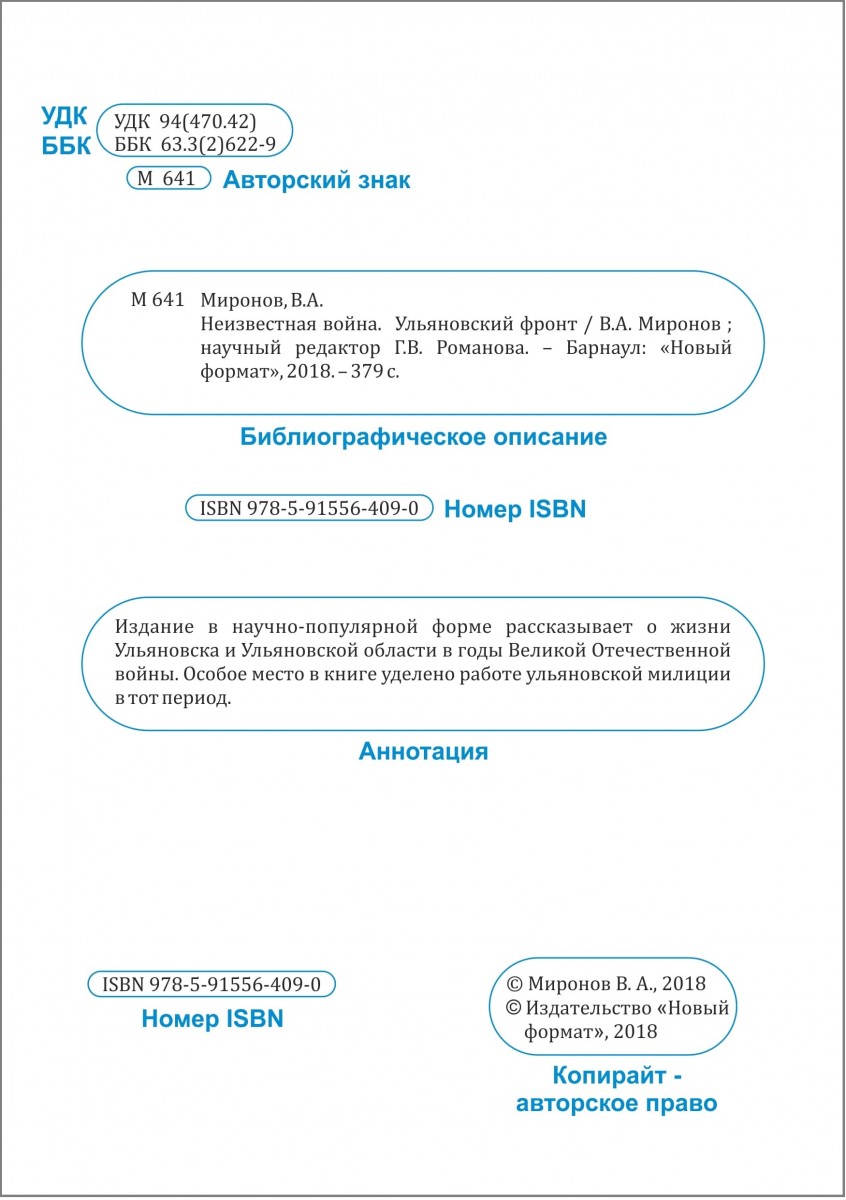 УДК
ББК
УДК 94(470.42)
ББК 63.3(2)622-9
М 641
Авторский знак
М 641 Миронов, В.А.
Неизвестная война. Ульяновский фронт / В.А. Миронов ;
научный редактор Г.В. Романова. – Барнаул: «Новый
формат», 2018. – 379 с.
Библиографическое описание
ISBN 978-5-91556-409-0
Номер ISBN
Издание в научно-популярной форме рассказывает о жизни
Ульяновска и Ульяновской области в годы Великой Отечественной
войны. Особое место в книге уделено работе ульяновской милиции
в тот период.
Аннотация
ISBN 978-5-91556-409-0
Номер ISBN
© Миронов В. А., 2018
© Издательство «Новый
формат», 2018
Копирайт -
авторское право